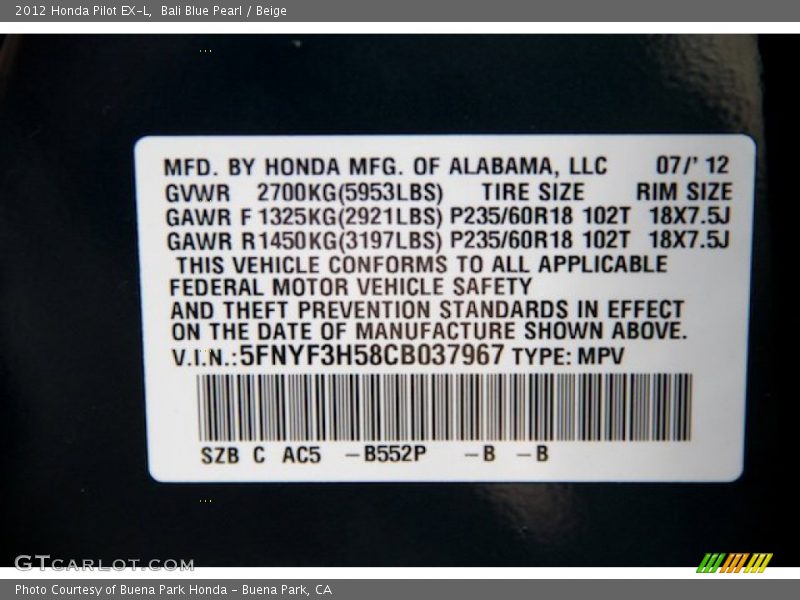 2012 Honda Pilot EX-L, Bali Blue Pearl / Beige
MFD. BY HONDA MFG. OF ALABAMA, LLC 07/' 12
GVWR 2700KG(5953LBS) TIRE SIZE RIM SIZE
GAWR F 1325KG(2921LBS) P235/60R18 102T 18X7.5J
GAWR R 1450KG(3197LBS) P235/60R18 102T 18X7.5J
THIS VEHICLE CONFORMS TO ALL APPLICABLE
FEDERAL MOTOR VEHICLE SAFETY
AND THEFT PREVENTION STANDARDS IN EFFECT
ON THE DATE OF MANUFACTURE SHOWN ABOVE.
V.I.N.: 5FNYF3H58CB037967 TYPE: MPV
SZB C AC5 –B552P –B –B
GTCARLOT.COM
Photo Courtesy of Buena Park Honda - Buena Park, CA